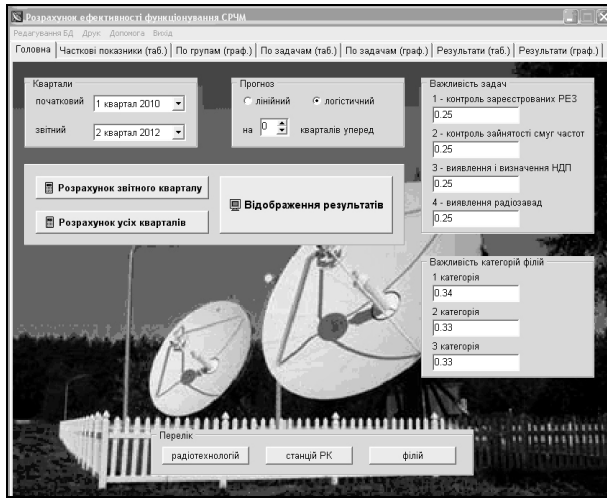 Розрахунок ефективності функціонування СРЧМ
Редагування БД Друк Допомога Вихід
Головна Часткові показники (таб.) По групам (граф.) По задачам (таб.) По задачам (граф.) Результати (таб.) Результати (граф.)
Квартали
початковий 1 квартал 2010
звітний 2 квартал 2012
Прогноз
лінійний логістичний
на 0 кварталів уперед
Розрахунок звітного кварталу
Розрахунок усіх кварталів
Відображення результатів
Важливість задач
1 - контроль зареєстрованих РЕЗ
0.25
2 - контроль зайнятості смуг частот
0.25
3 - виявлення і визначення НДП
0.25
4 - виявлення радіозавад
0.25
Важливість категорій філій
1 категорія
0.34
2 категорія
0.33
3 категорія
0.33
Перелік
радіотехнологій станцій РК філій